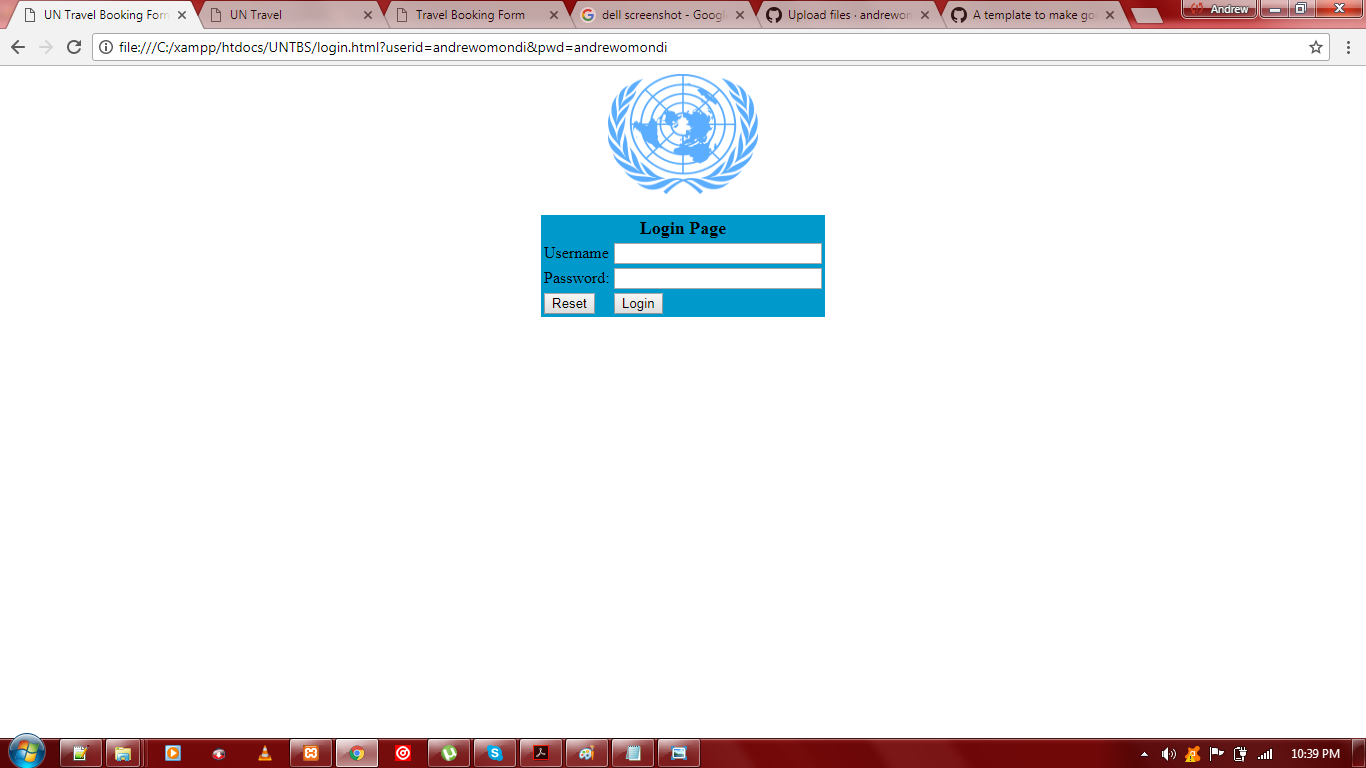 UN Travel Booking Form
UN Travel
Travel Booking Form
dell screenshot - Googl
Upload files · andrewom
A template to make go
Andrew
file:///C:/xampp/htdocs/UNTBS/login.html?userid=andrewomondi&pwd=andrewomondi
Login Page
Username
Password:
Reset
Login
10:39 PM